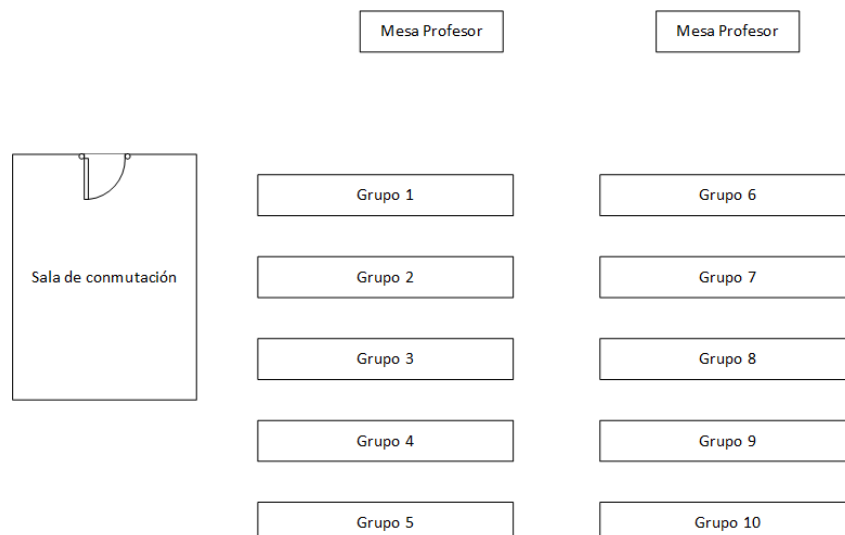 Mesa Profesor
Mesa Profesor
Grupo 1
Grupo 6
Sala de conmutación
Grupo 2
Grupo 7
Grupo 3
Grupo 8
Grupo 4
Grupo 9
Grupo 5
Grupo 10